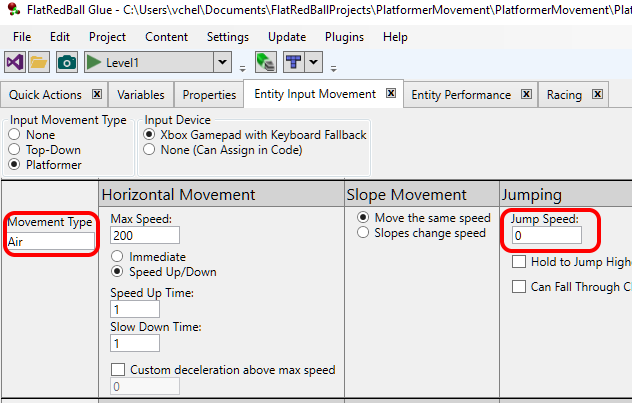 FlatRedBall Glue - C:\Users\vchel\Documents\FlatRedBallProjects\PlatformerMovement\PlatformerMovement\Pla
File Edit Project Content Settings Update Plugins Help
Level1
Quick Actions Variables Properties Entity Input Movement Entity Performance Racing
Input Movement Type
None
Top-Down
Platformer
Input Device
Xbox Gamepad with Keyboard Fallback
None (Can Assign in Code)
Movement Type
Air
Horizontal Movement
Max Speed:
200
Immediate
Speed Up/Down
Speed Up Time:
1
Slow Down Time:
1
Custom deceleration above max speed
0
Slope Movement
Move the same speed
Slopes change speed
Jumping
Jump Speed:
0
Hold to Jump Highe
Can Fall Through Cl